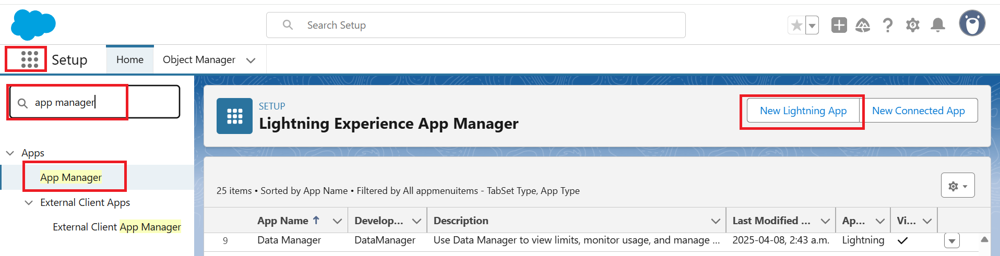 Search Setup
Setup
Home
Object Manager
app manager
Apps
App Manager
External Client Apps
External Client App Manager
SETUP
Lightning Experience App Manager
New Lightning App
New Connected App
25 items • Sorted by App Name • Filtered by All appmenuitems - TabSet Type, App Type
App Name Develop... Description Last Modified ... Ap... Vi...
9 Data Manager DataManager Use Data Manager to view limits, monitor usage, and manage ... 2025-04-08, 2:43 a.m. Lightning